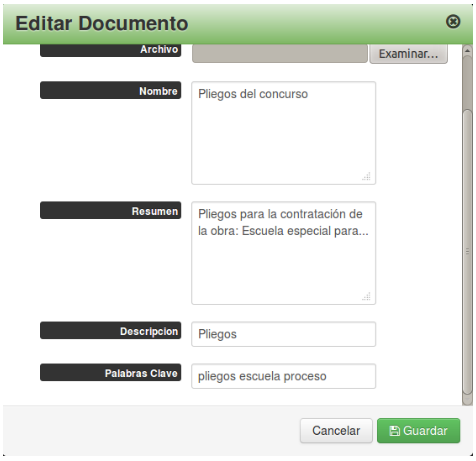 Editar Documento
Archivo
Examinar...
Nombre
Pliegos del concurso
Resumen
Pliegos para la contratación de
la obra: Escuela especial para...
Descripcion
Pliegos
Palabras Clave
pliegos escuela proceso
Cancelar
Guardar